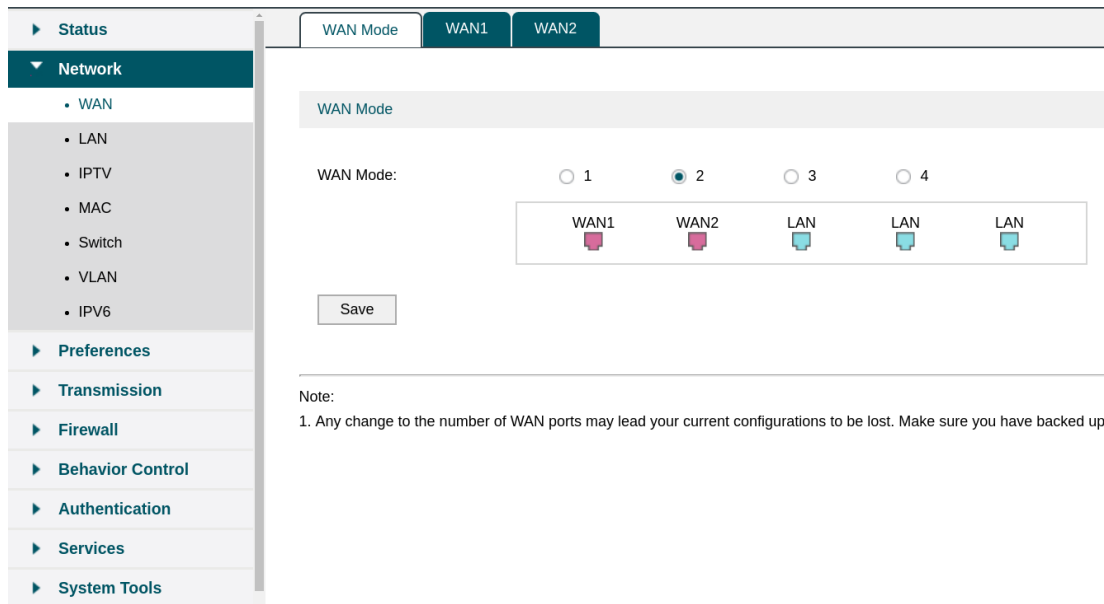 Status
Network
WAN
LAN
IPTV
MAC
Switch
VLAN
IPV6
Preferences
Transmission
Firewall
Behavior Control
Authentication
Services
System Tools
WAN Mode WAN1 WAN2
WAN Mode
WAN Mode: 1 2 3 4
WAN1 WAN2 LAN LAN LAN
Save
Note:
1. Any change to the number of WAN ports may lead your current configurations to be lost. Make sure you have backed up